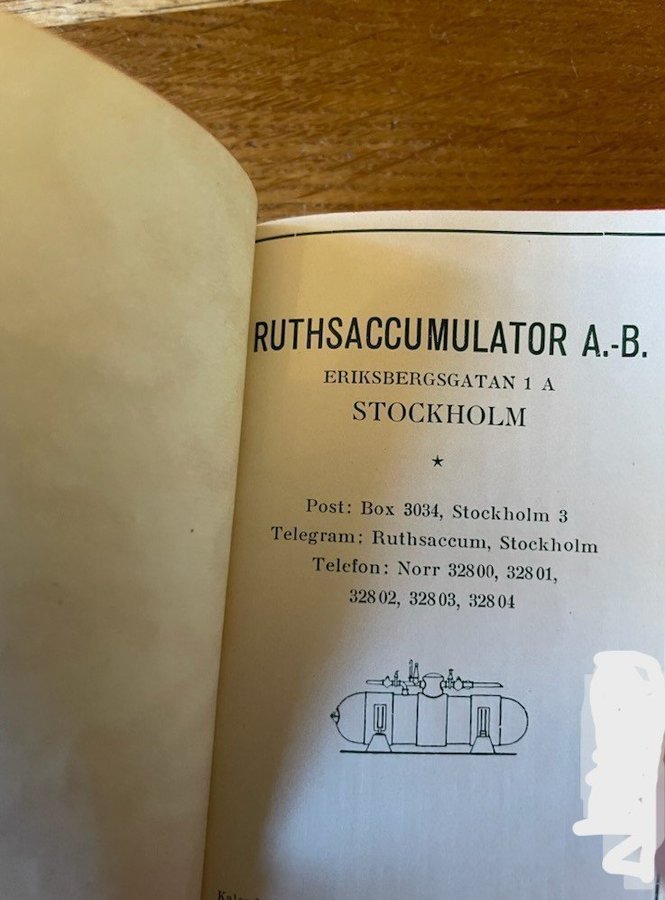 RUTHSACCUMULATOR A.-B.
ERIKSBERGSGATAN 1 A
STOCKHOLM
Post: Box 3034, Stockholm 3
Telegram: Ruthsaccum, Stockholm
Telefon: Norr 32800, 32801,
32802, 32803, 32804